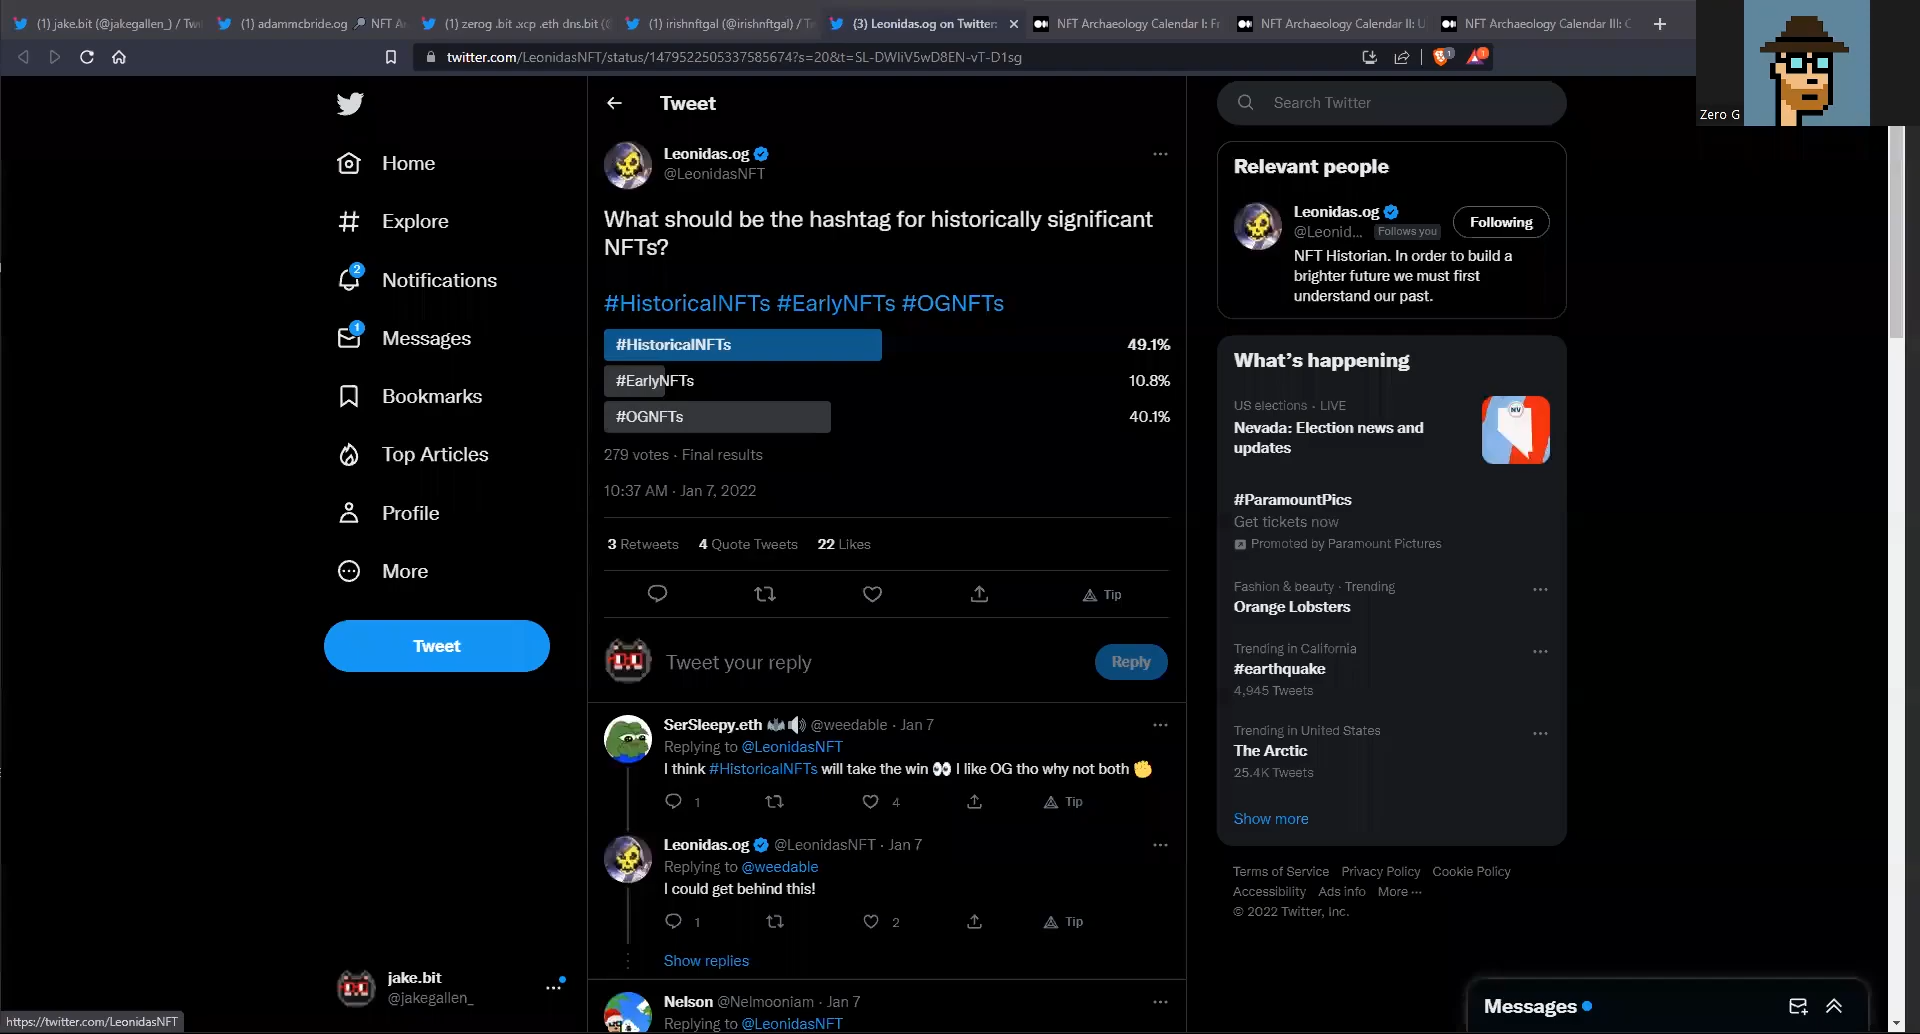 (1) jake.bit (@jakegallen_) / Tw
(1) adammcbride.og 🔎 NFT A
(1) zerog .bit .xcp .eth dns.bit (@
(1) irishnftgal (@irishnftgal) / T
(3) Leonidas.og on Twitter:
NFT Archaeology Calendar I: F
NFT Archaeology Calendar II: U
NFT Archaeology Calendar III: C
twitter.com/LeonidasNFT/status/1479522505337585674?s=20&t=SL-DWIiV5wD8EN-vT-D1sg
1
1
Zero G
Home
Explore
2
Notifications
1
Messages
Bookmarks
Top Articles
Profile
More
Tweet
jake.bit
@jakegallen_
https://twitter.com/LeonidasNFT
Tweet
Leonidas.og
@LeonidasNFT
What should be the hashtag for historically significant
NFTs?
#HistoricalNFTs #EarlyNFTs #OGNFTs
#HistoricalNFTs 49.1%
#EarlyNFTs 10.8%
#OGNFTs 40.1%
279 votes · Final results
10:37 AM · Jan 7, 2022
3 Retweets 4 Quote Tweets 22 Likes
Tip
Tweet your reply
Reply
SerSleepy.eth 🦇🔊 @weedable · Jan 7
Replying to @LeonidasNFT
I think #HistoricalNFTs will take the win 👀 I like OG tho why not both ✊
1 4 Tip
Leonidas.og @LeonidasNFT · Jan 7
Replying to @weedable
I could get behind this!
1 2 Tip
Show replies
Nelson @Nelmooniam · Jan 7
Replying to @LeonidasNFT
Search Twitter
Relevant people
Leonidas.og
@Leonid... Follows you
Following
NFT Historian. In order to build a
brighter future we must first
understand our past.
What's happening
US elections · LIVE
Nevada: Election news and
updates
NV
#ParamountPics
Get tickets now
Promoted by Paramount Pictures
Fashion & beauty · Trending
Orange Lobsters
Trending in California
#earthquake
4,945 Tweets
Trending in United States
The Arctic
25.4K Tweets
Show more
Terms of Service Privacy Policy Cookie Policy
Accessibility Ads info More ...
© 2022 Twitter, Inc.
Messages